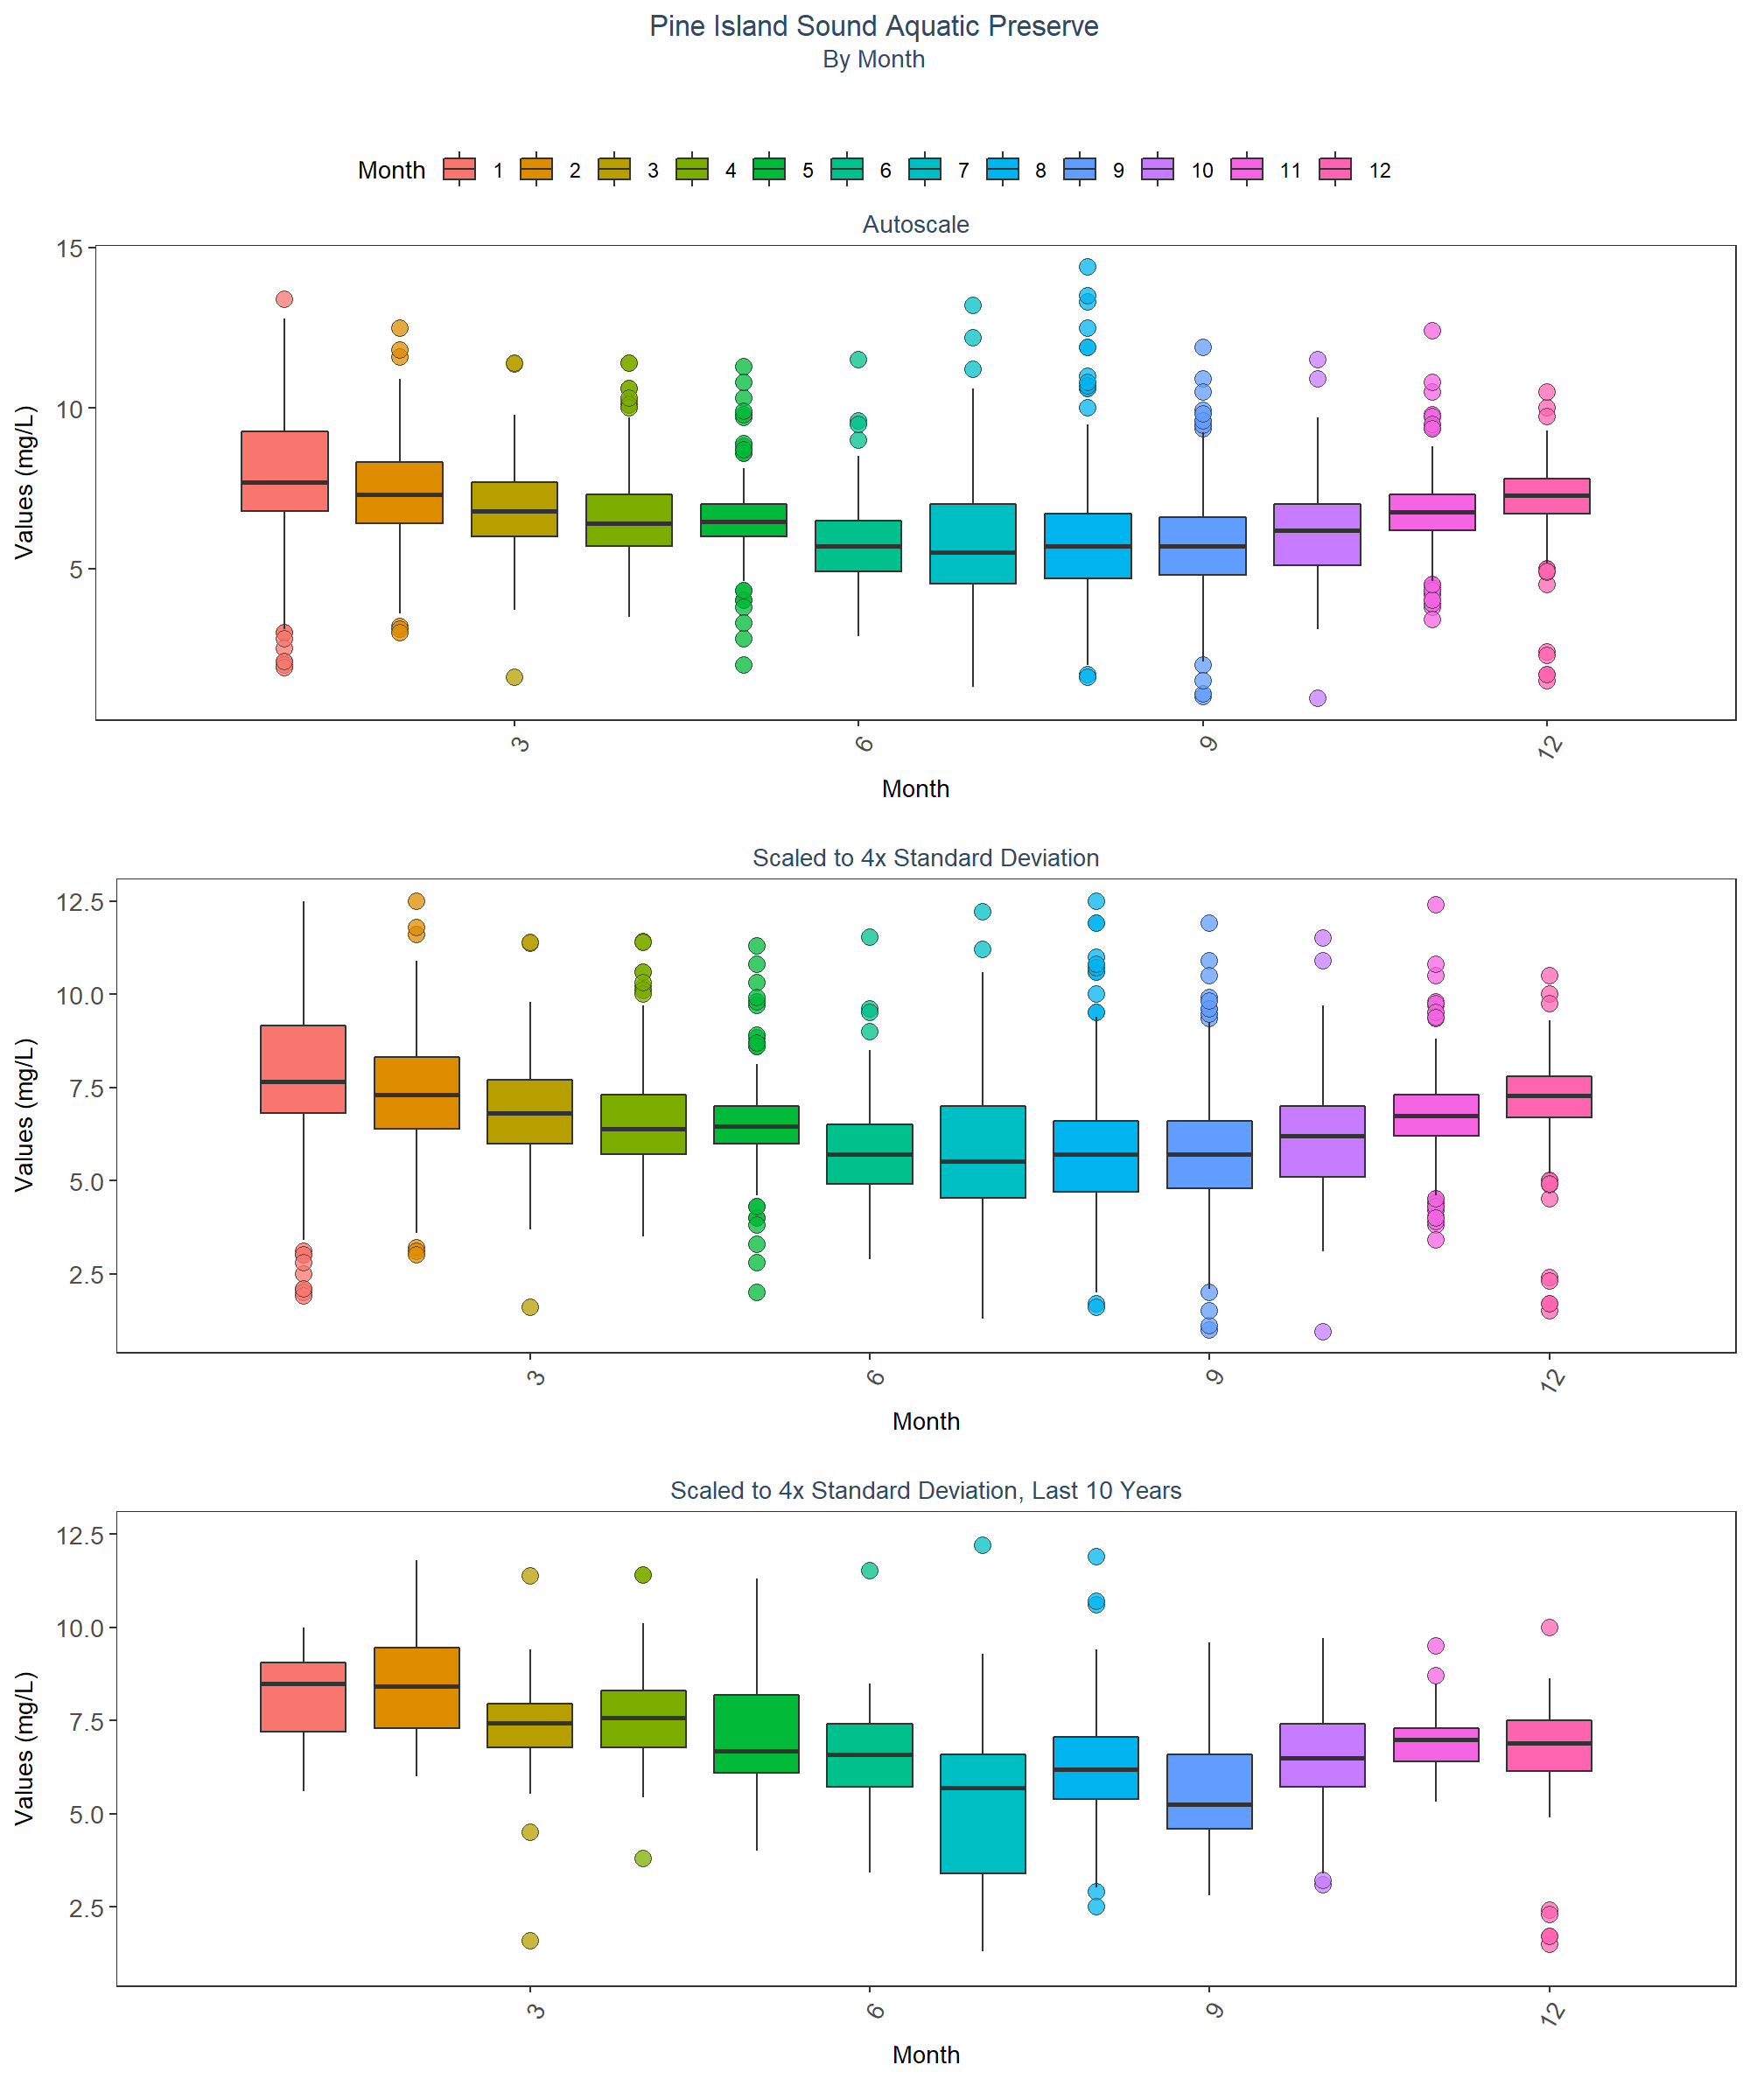 Pine Island Sound Aquatic Preserve
By Month
Month 1 2 3 4 5 6 7 8 9 10 11 12
Autoscale
15
10
5
Values (mg/L)
3 6 9 12
Month
Scaled to 4x Standard Deviation
12.5
10.0
7.5
5.0
2.5
Values (mg/L)
3 6 9 12
Month
Scaled to 4x Standard Deviation, Last 10 Years
12.5
10.0
7.5
5.0
2.5
Values (mg/L)
3 6 9 12
Month